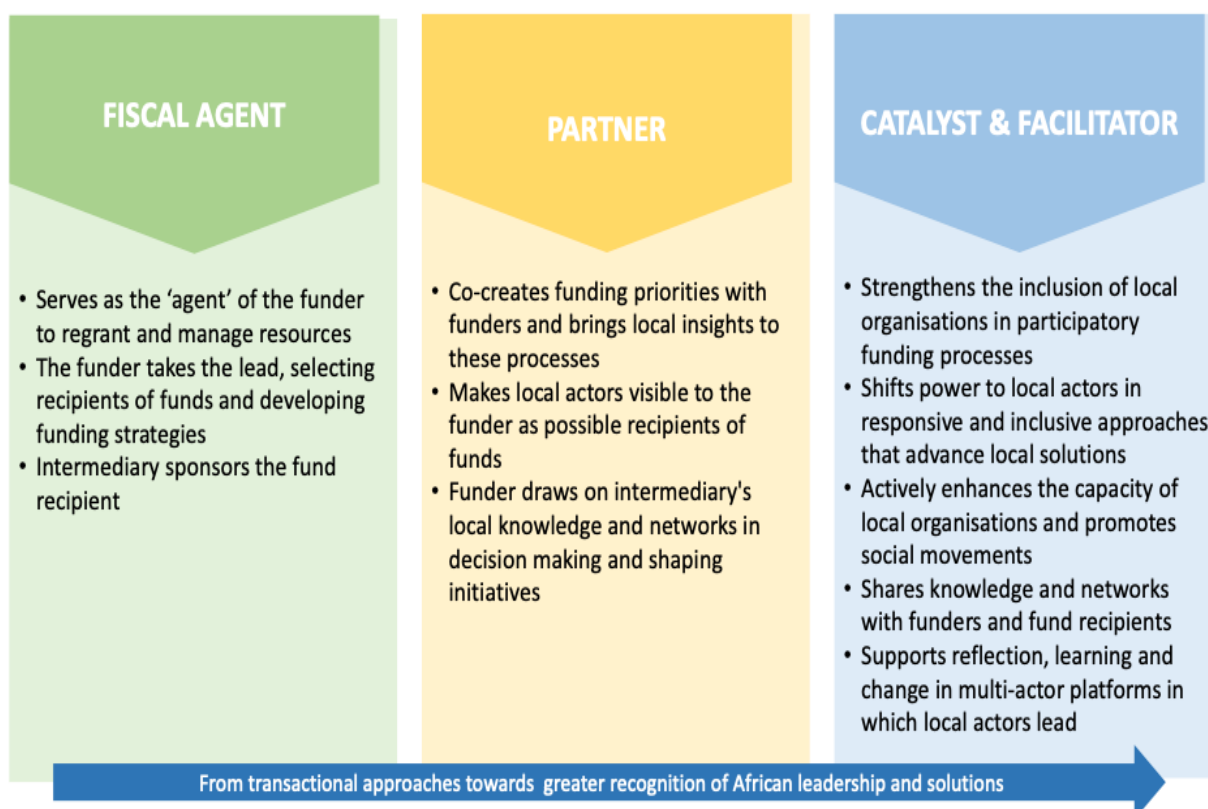 FISCAL AGENT
• Serves as the ‘agent’ of the funder
to regrant and manage resources
• The funder takes the lead, selecting
recipients of funds and developing
funding strategies
• Intermediary sponsors the fund
recipient
PARTNER
• Co-creates funding priorities with
funders and brings local insights to
these processes
• Makes local actors visible to the
funder as possible recipients of
funds
• Funder draws on intermediary's
local knowledge and networks in
decision making and shaping
initiatives
CATALYST & FACILITATOR
• Strengthens the inclusion of local
organisations in participatory
funding processes
• Shifts power to local actors in
responsive and inclusive approaches
that advance local solutions
• Actively enhances the capacity of
local organisations and promotes
social movements
• Shares knowledge and networks
with funders and fund recipients
• Supports reflection, learning and
change in multi-actor platforms in
which local actors lead
From transactional approaches towards greater recognition of African leadership and solutions